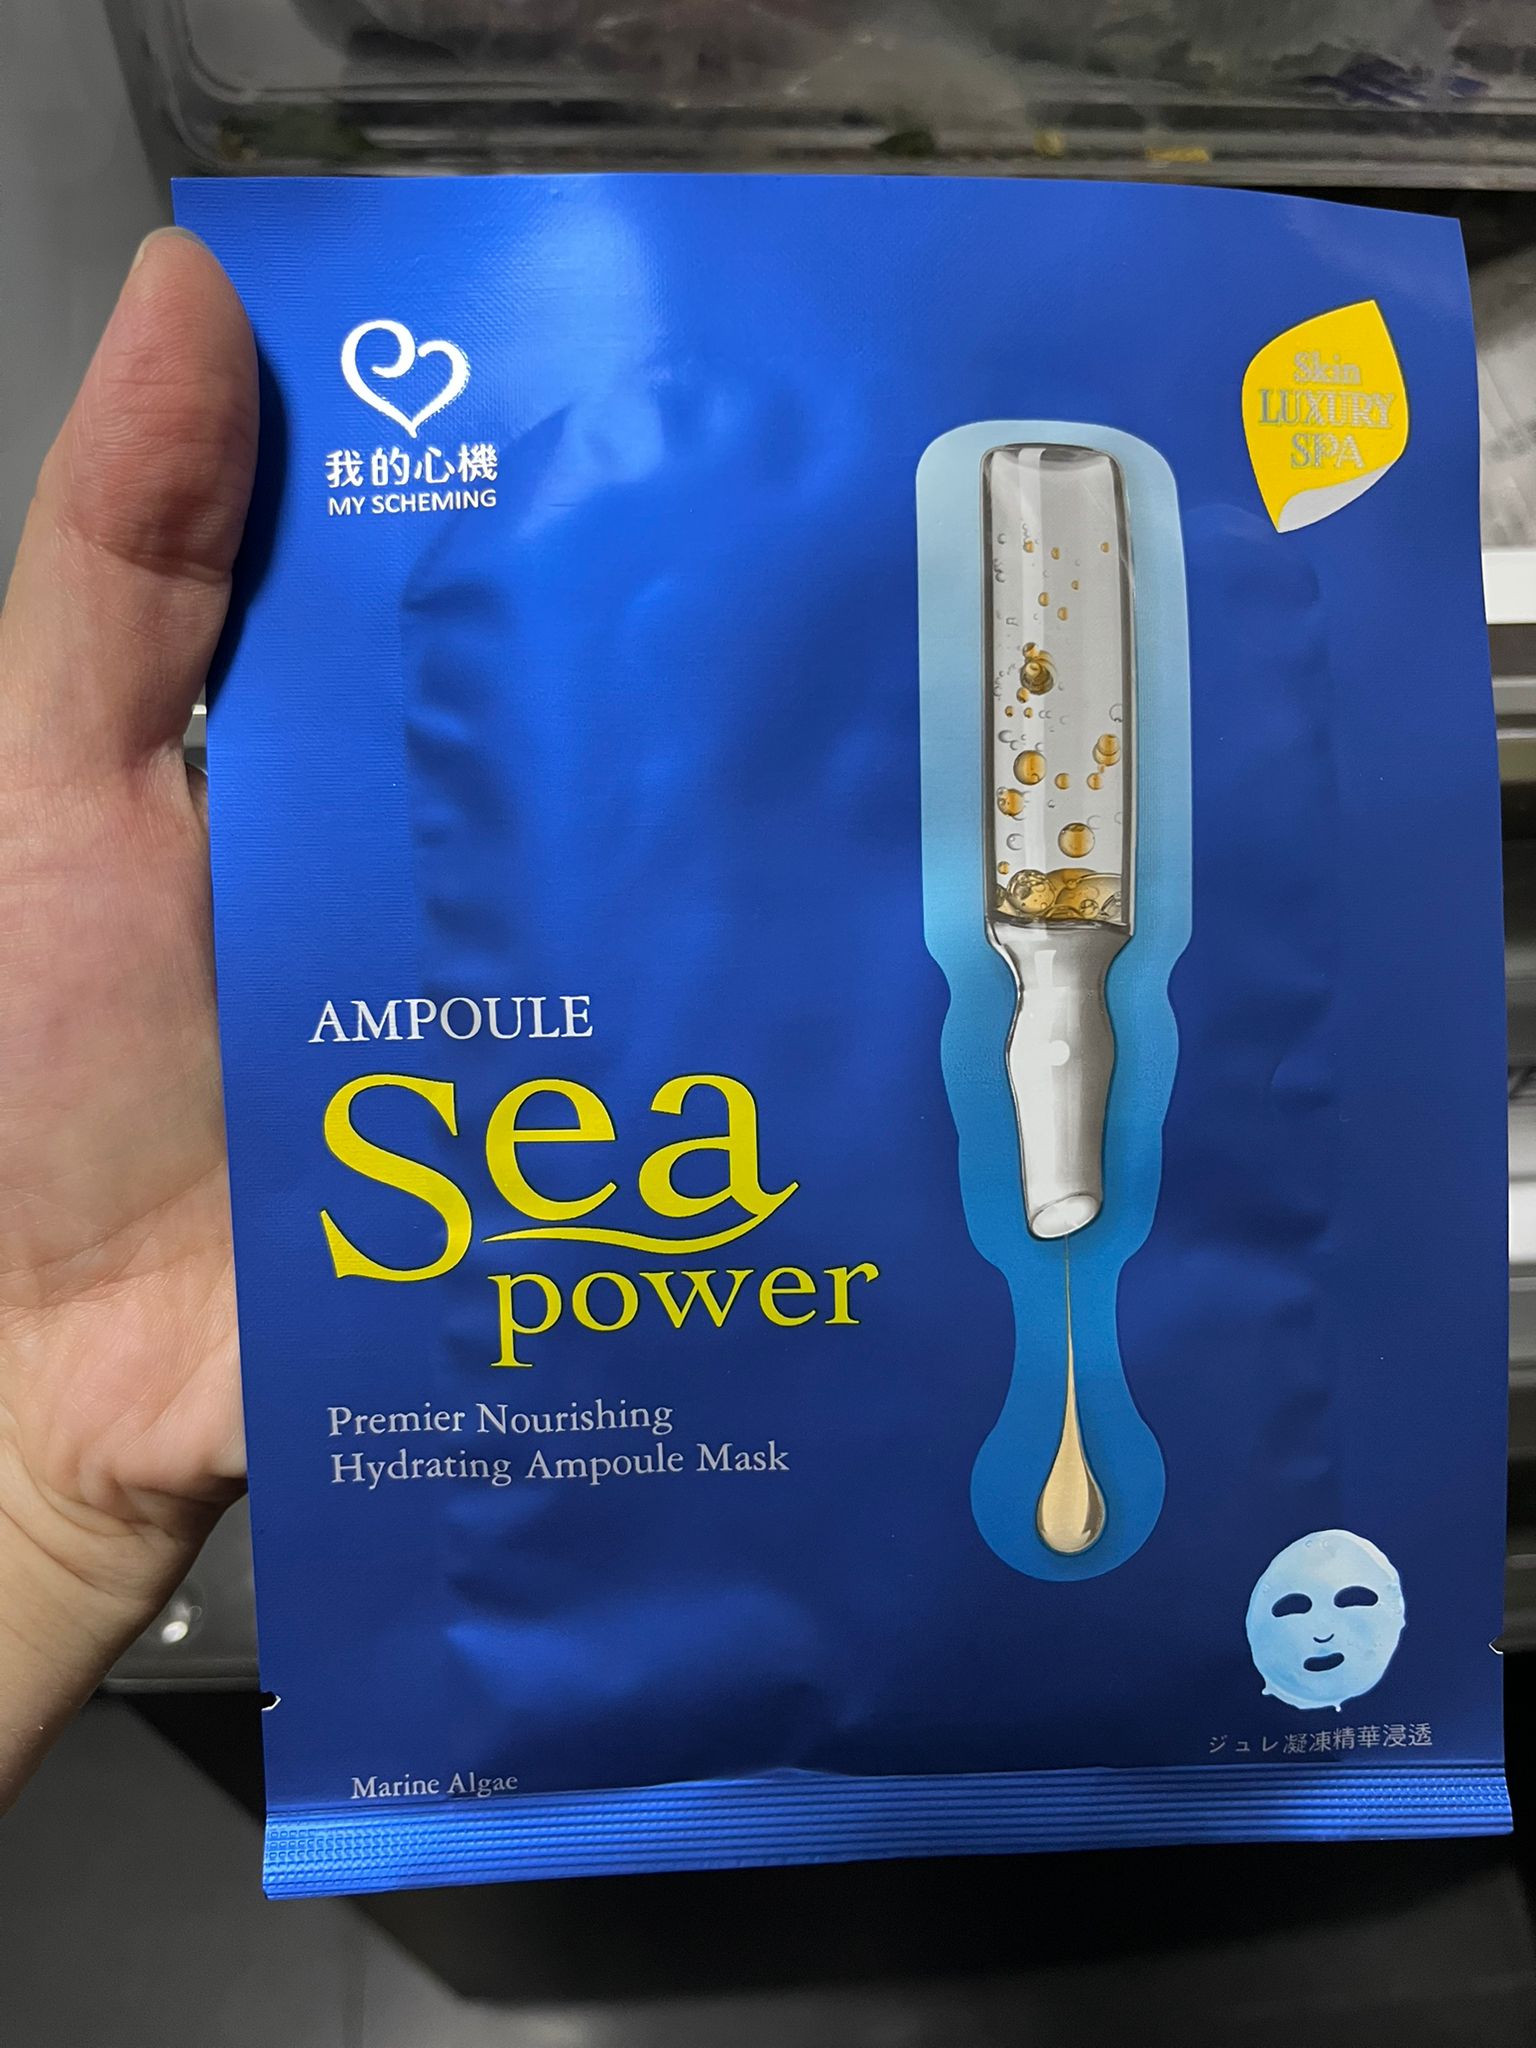 我的心機
MY SCHEMING
Skin
LUXURY
SPA
AMPOULE
Sea
power
Premier Nourishing
Hydrating Ampoule Mask
ジュレ凝凍精華浸透
Marine Algae